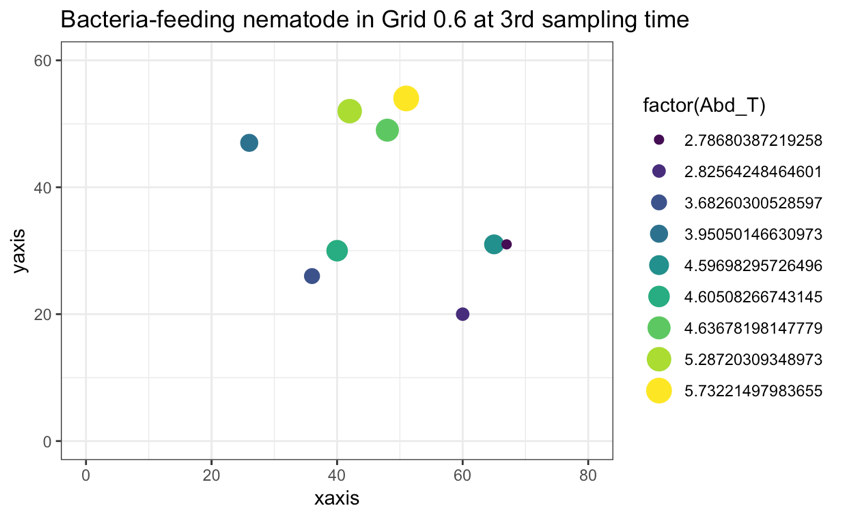 Bacteria-feeding nematode in Grid 0.6 at 3rd sampling time
60
40
20
0
yaxis
0 20 40 60 80
xaxis
factor(Abd_T)
2.78680387219258
2.82564248464601
3.68260300528597
3.95050146630973
4.59698295726496
4.60508266743145
4.63678198147779
5.28720309348973
5.73221497983655